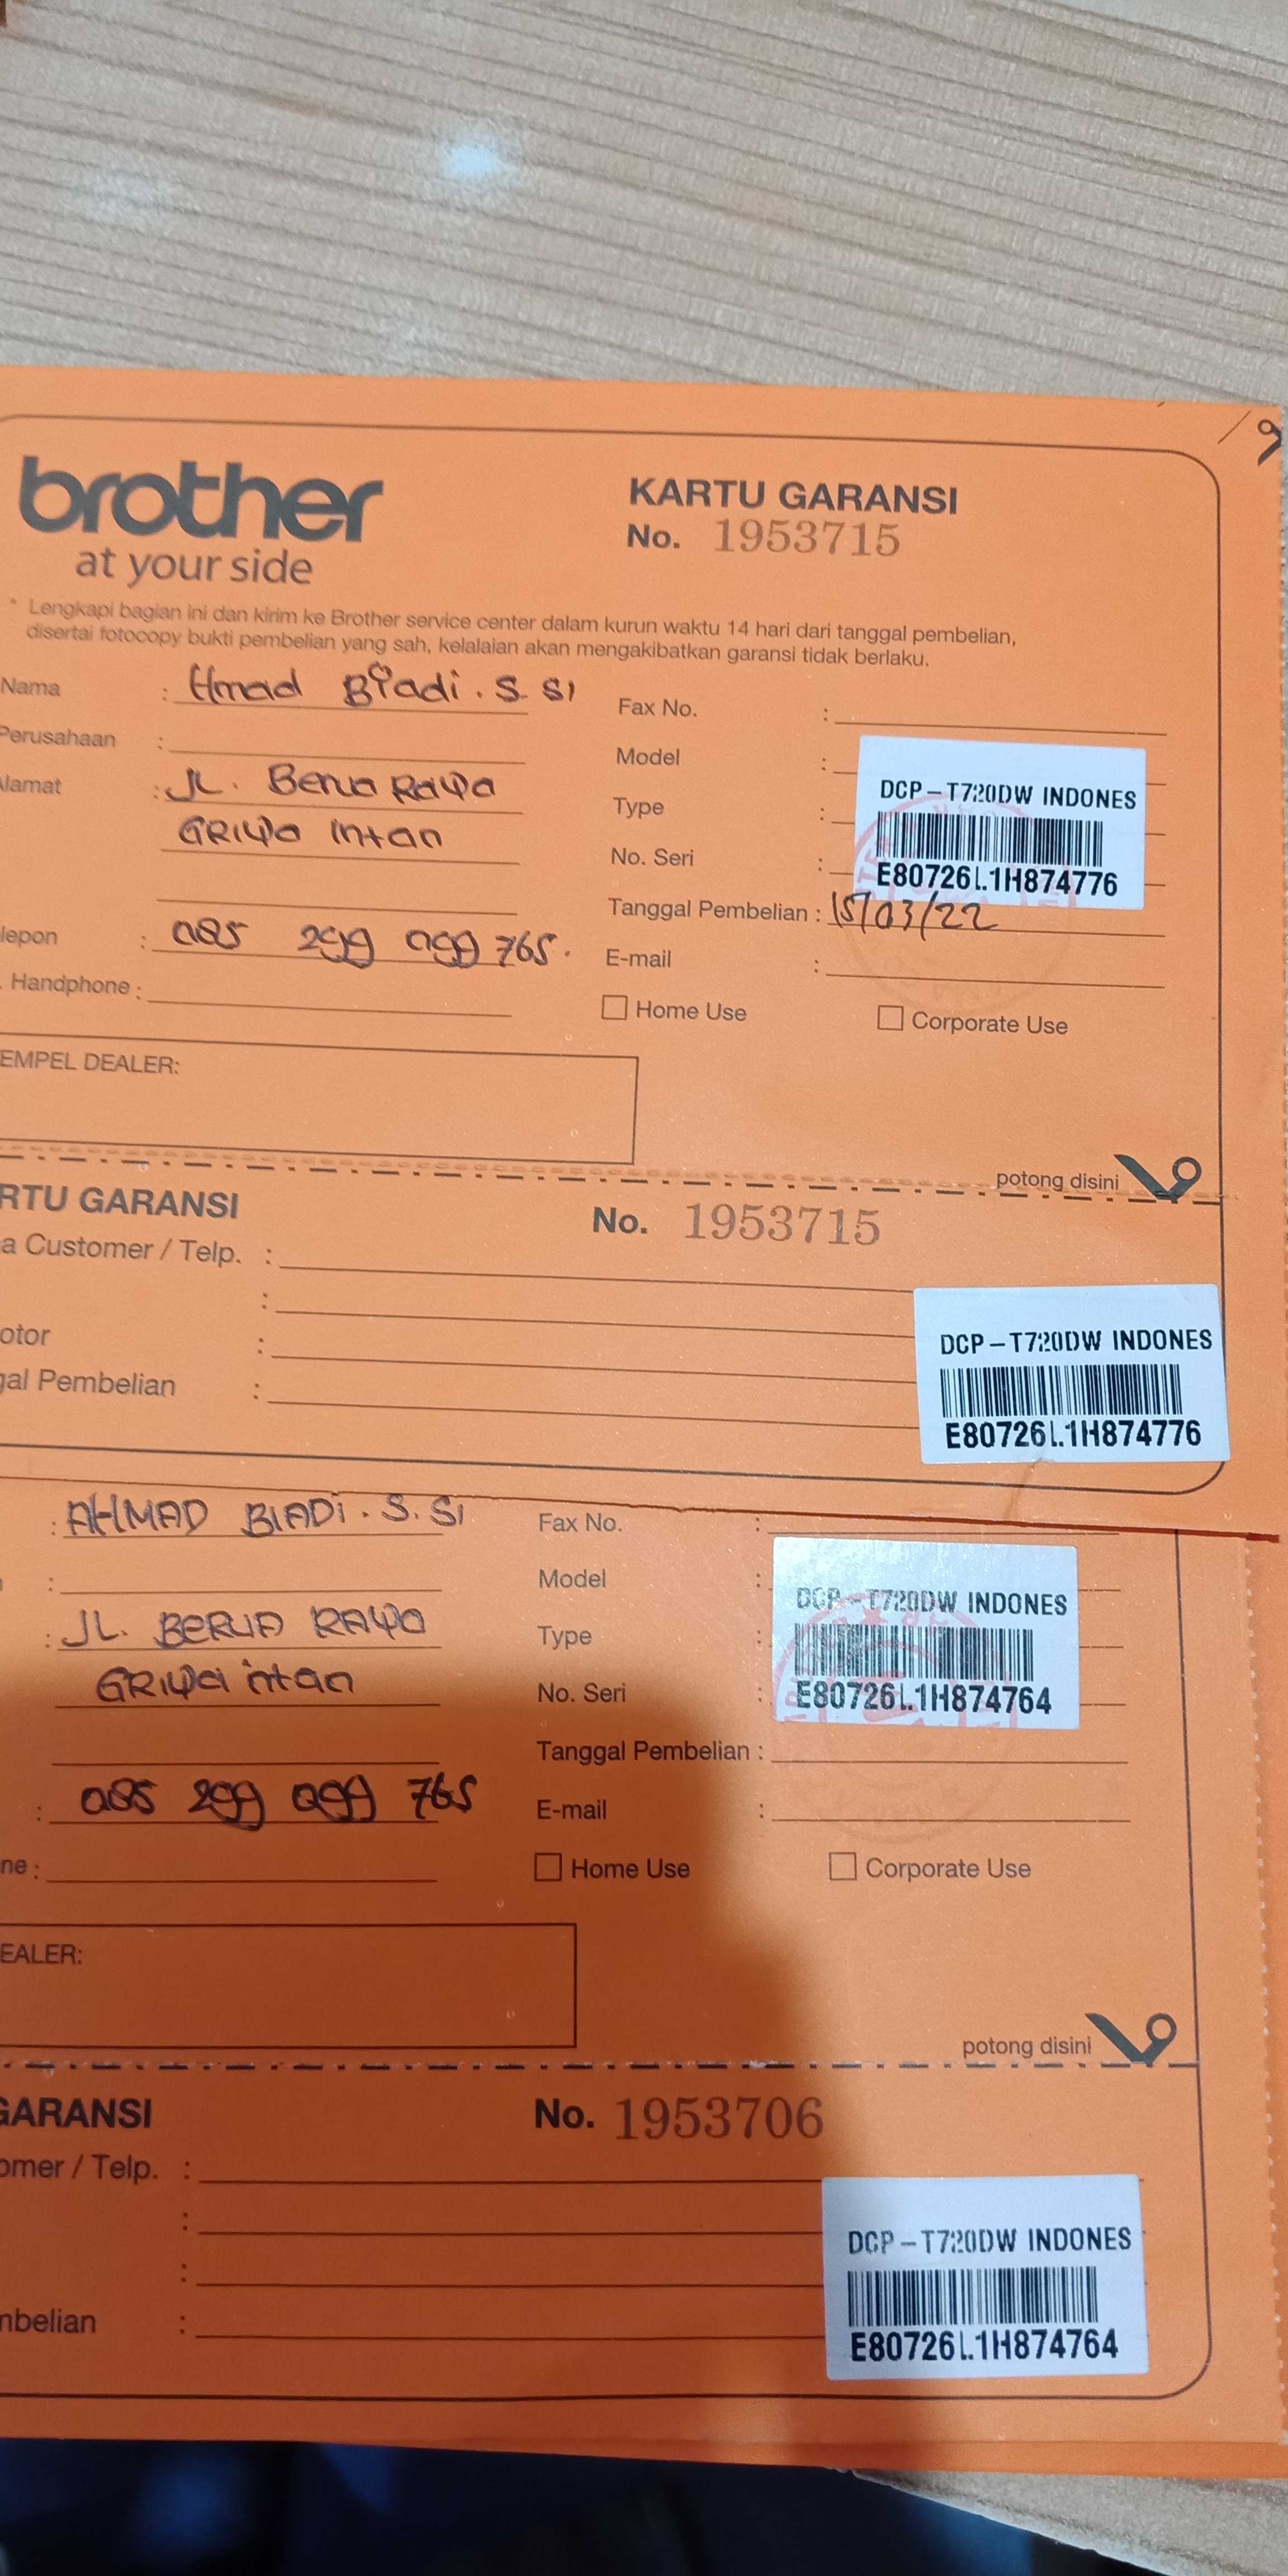 brother
at your side
KARTU GARANSI
No. 1953715
* Lengkapi bagian ini dan kirim ke Brother service center dalam kurun waktu 14 hari dari tanggal pembelian,
disertai fotocopy bukti pembelian yang sah, kelalaian akan mengakibatkan garansi tidak berlaku.
Nama : Hmad Biadi . S. SI
Perusahaan :
lamat : JL. Berua Raya
GRIYa Intan
lepon : 085 299 099 765.
. Handphone :
Fax No. :
Model :
Type :
No. Seri :
DCP-T720DW INDONES
E80726L1H874776
Tanggal Pembelian : 15/03/22
E-mail :
Home Use
Corporate Use
EMPEL DEALER:
potong disini
RTU GARANSI
No. 1953715
a Customer / Telp. :
:
otor :
gal Pembelian :
DCP-T720DW INDONES
E80726L1H874776
: AHMAD BIADI . S. SI
:
: JL. BERUA RAYA
GRIYa intan
: 085 299 099 765
ne :
Fax No. :
Model :
Type :
No. Seri :
DCP-T720DW INDONES
E80726L1H874764
Tanggal Pembelian :
E-mail :
Home Use
Corporate Use
EALER:
potong disini
GARANSI
No. 1953706
omer / Telp. :
:
:
mbelian :
DCP-T720DW INDONES
E80726L1H874764